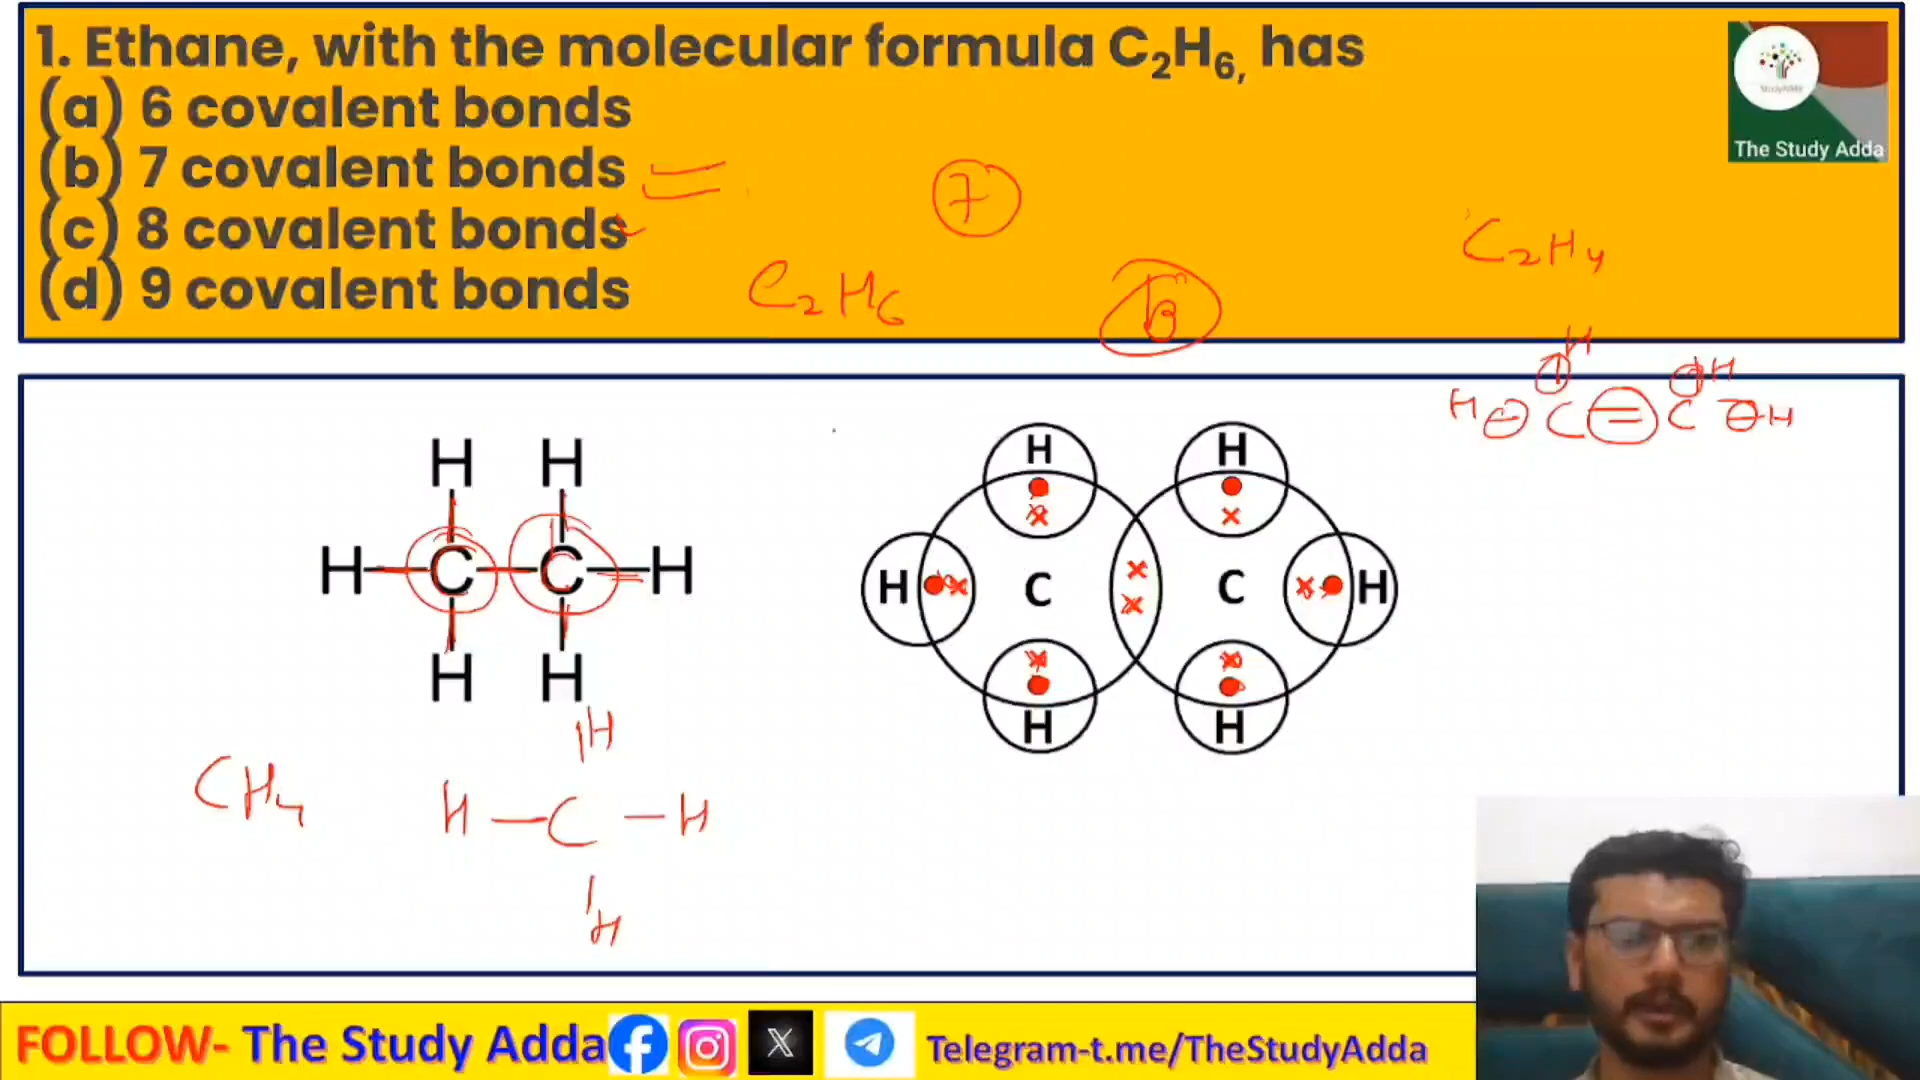 1. Ethane, with the molecular formula C₂H₆, has
(a) 6 covalent bonds
(b) 7 covalent bonds =
(c) 8 covalent bonds
(d) 9 covalent bonds
The Study Adda
7
C₂H₆
B
C₂H₄
H H
H C = C H
H H
H C C H
H H
H H
H C C H
H H
CH₄
H
H — C — H
H
FOLLOW- The Study Adda
Telegram-t.me/TheStudyAdda